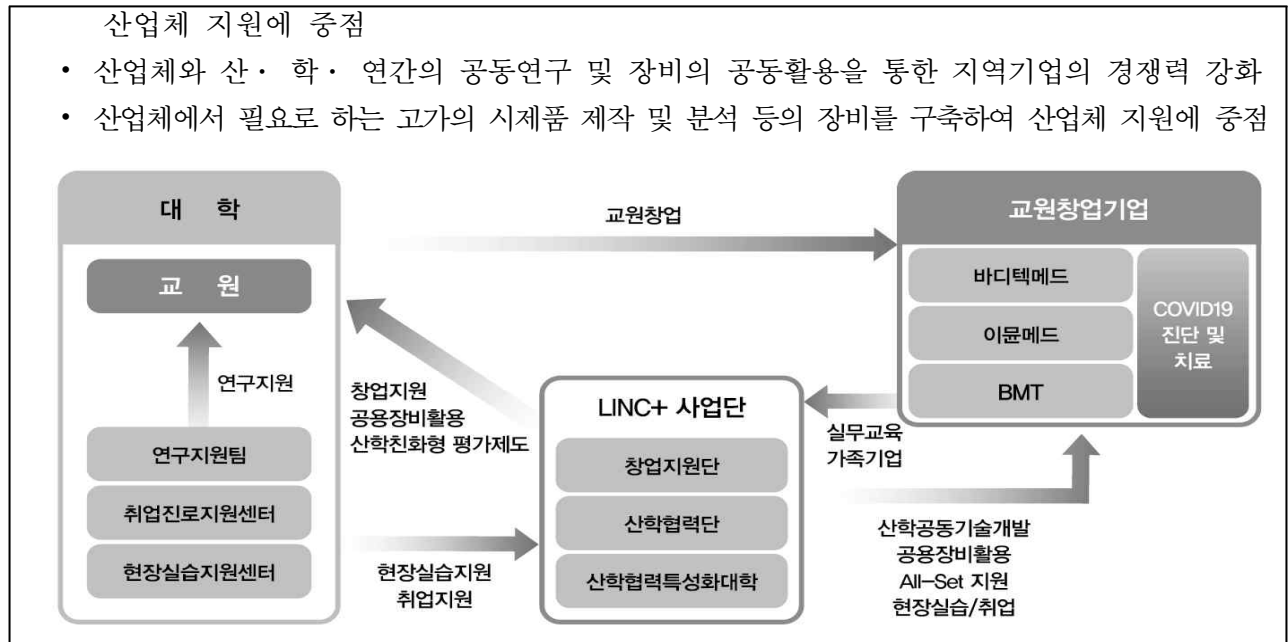 산업체 지원에 중점
• 산업체와 산· 학· 연간의 공동연구 및 장비의 공동활용을 통한 지역기업의 경쟁력 강화
• 산업체에서 필요로 하는 고가의 시제품 제작 및 분석 등의 장비를 구축하여 산업체 지원에 중점
대 학
교 원
연구지원
연구지원팀
취업진로지원센터
현장실습지원센터
교원창업
창업지원
공용장비활용
산학친화형 평가제도
현장실습지원
취업지원
LINC+ 사업단
창업지원단
산학협력단
산학협력특성화대학
교원창업기업
바디텍메드
이뮨메드
BMT
COVID19
진단 및
치료
실무교육
가족기업
산학공동기술개발
공용장비활용
All-Set 지원
현장실습/취업